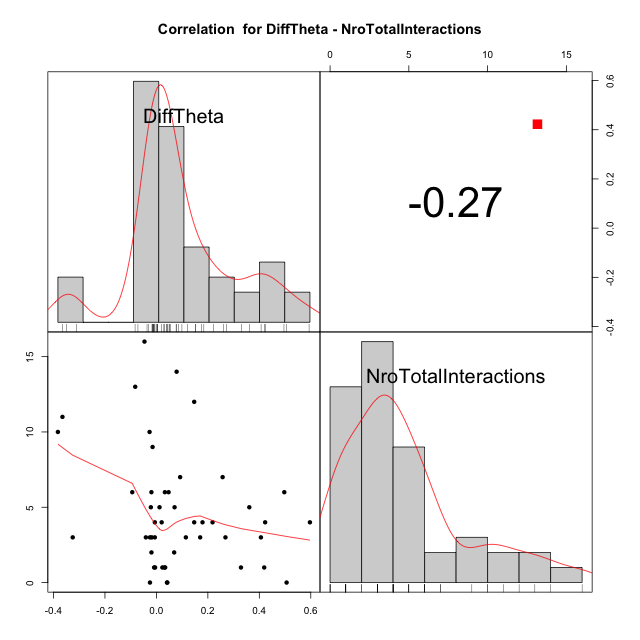 Correlation  for DiffTheta - NroTotalInteractions
0 5 10 15
DiffTheta
-0.27
-0.4 -0.2 0.0 0.2 0.4 0.6
0 5 10 15
NroTotalInteractions
-0.4 -0.2 0.0 0.2 0.4 0.6